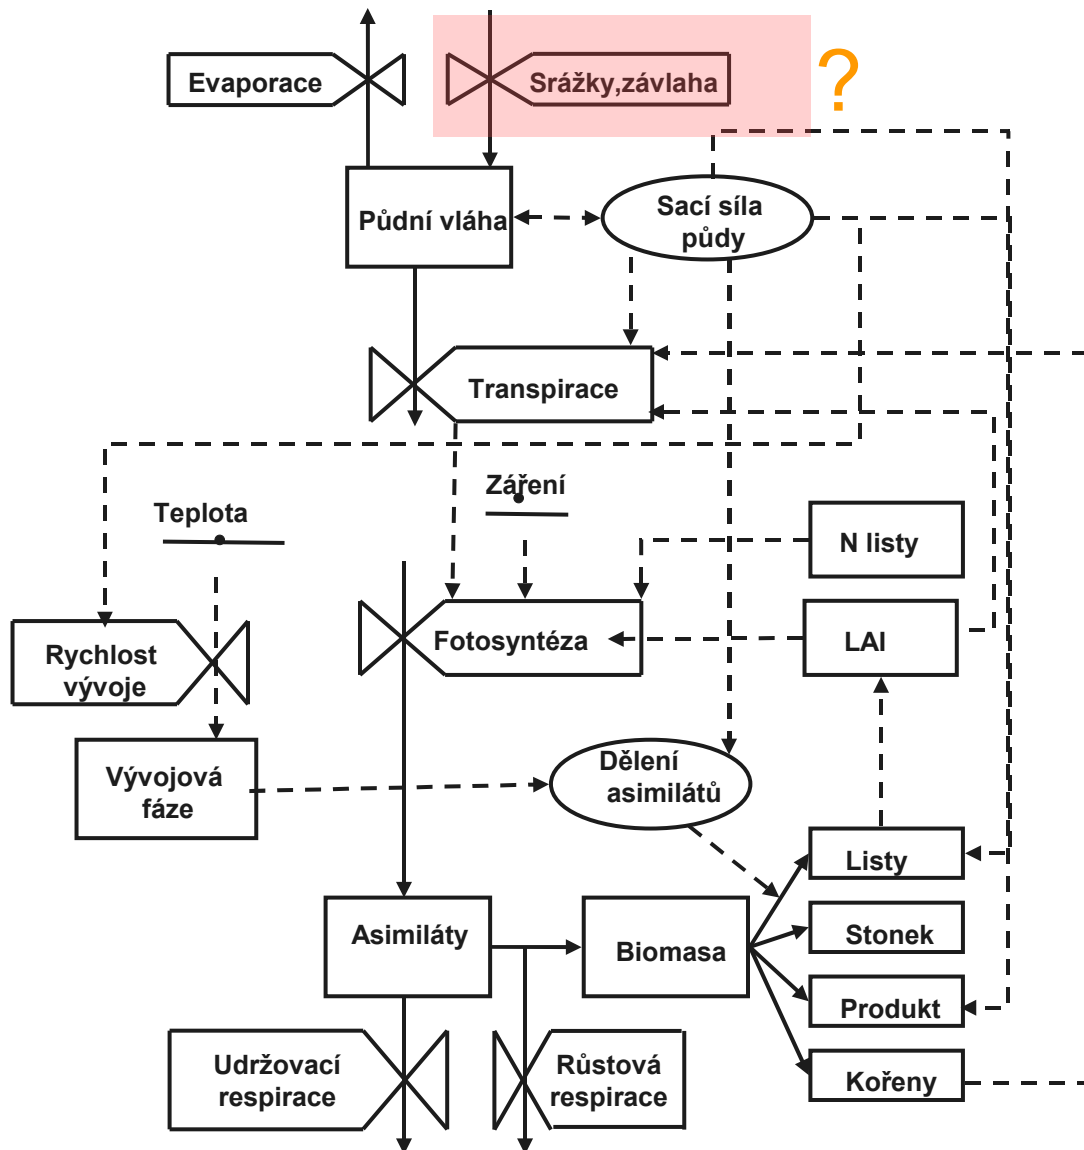 Evaporace
Srážky,závlaha
?
Půdní vláha
Sací síla
půdy
Transpirace
Záření
Teplota
N listy
Fotosyntéza
LAI
Rychlost
vývoje
Vývojová
fáze
Dělení
asimilátů
Listy
Asimiláty
Biomasa
Stonek
Produkt
Udržovací
respirace
Růstová
respirace
Kořeny